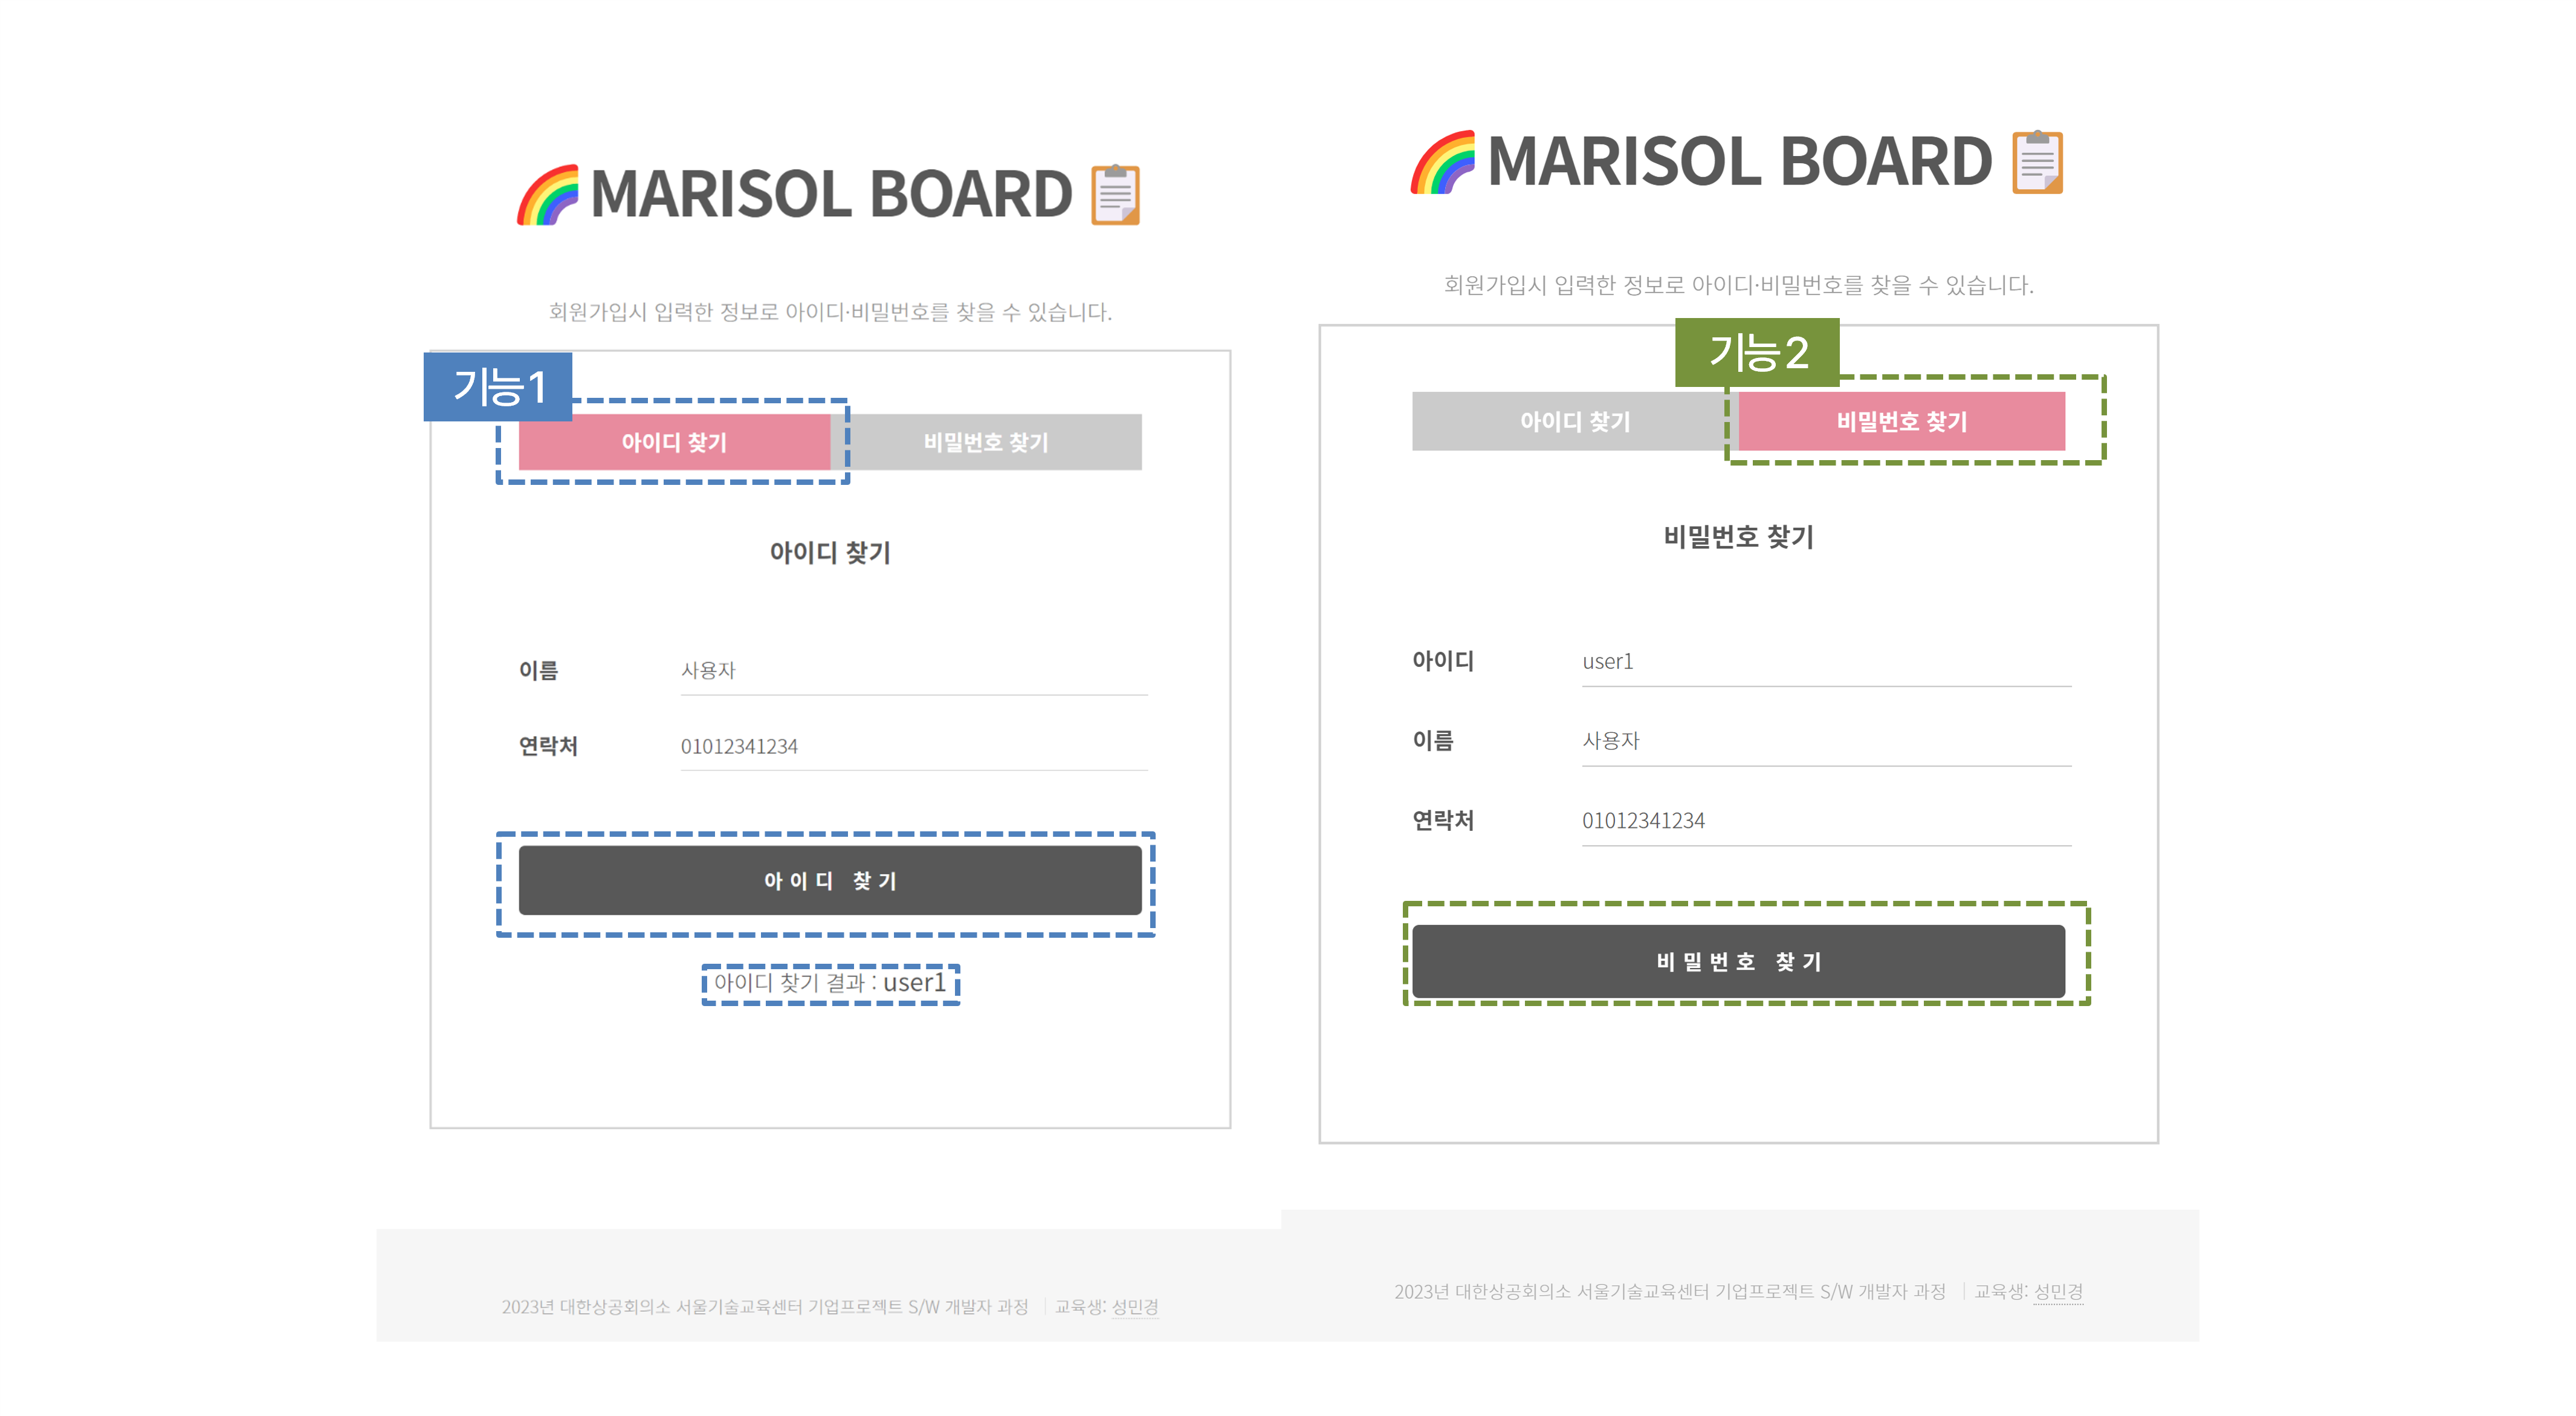 MARISOL BOARD
회원가입시 입력한 정보로 아이디·비밀번호를 찾을 수 있습니다.
기능1
아이디 찾기 비밀번호 찾기
아이디 찾기
이름 사용자
연락처 01012341234
아이디 찾기
아이디 찾기 결과 : user1
2023년 대한상공회의소 서울기술교육센터 기업프로젝트 S/W 개발자 과정 | 교육생: 성민경
MARISOL BOARD
회원가입시 입력한 정보로 아이디·비밀번호를 찾을 수 있습니다.
기능2
아이디 찾기 비밀번호 찾기
비밀번호 찾기
아이디 user1
이름 사용자
연락처 01012341234
비밀번호 찾기
2023년 대한상공회의소 서울기술교육센터 기업프로젝트 S/W 개발자 과정 | 교육생: 성민경